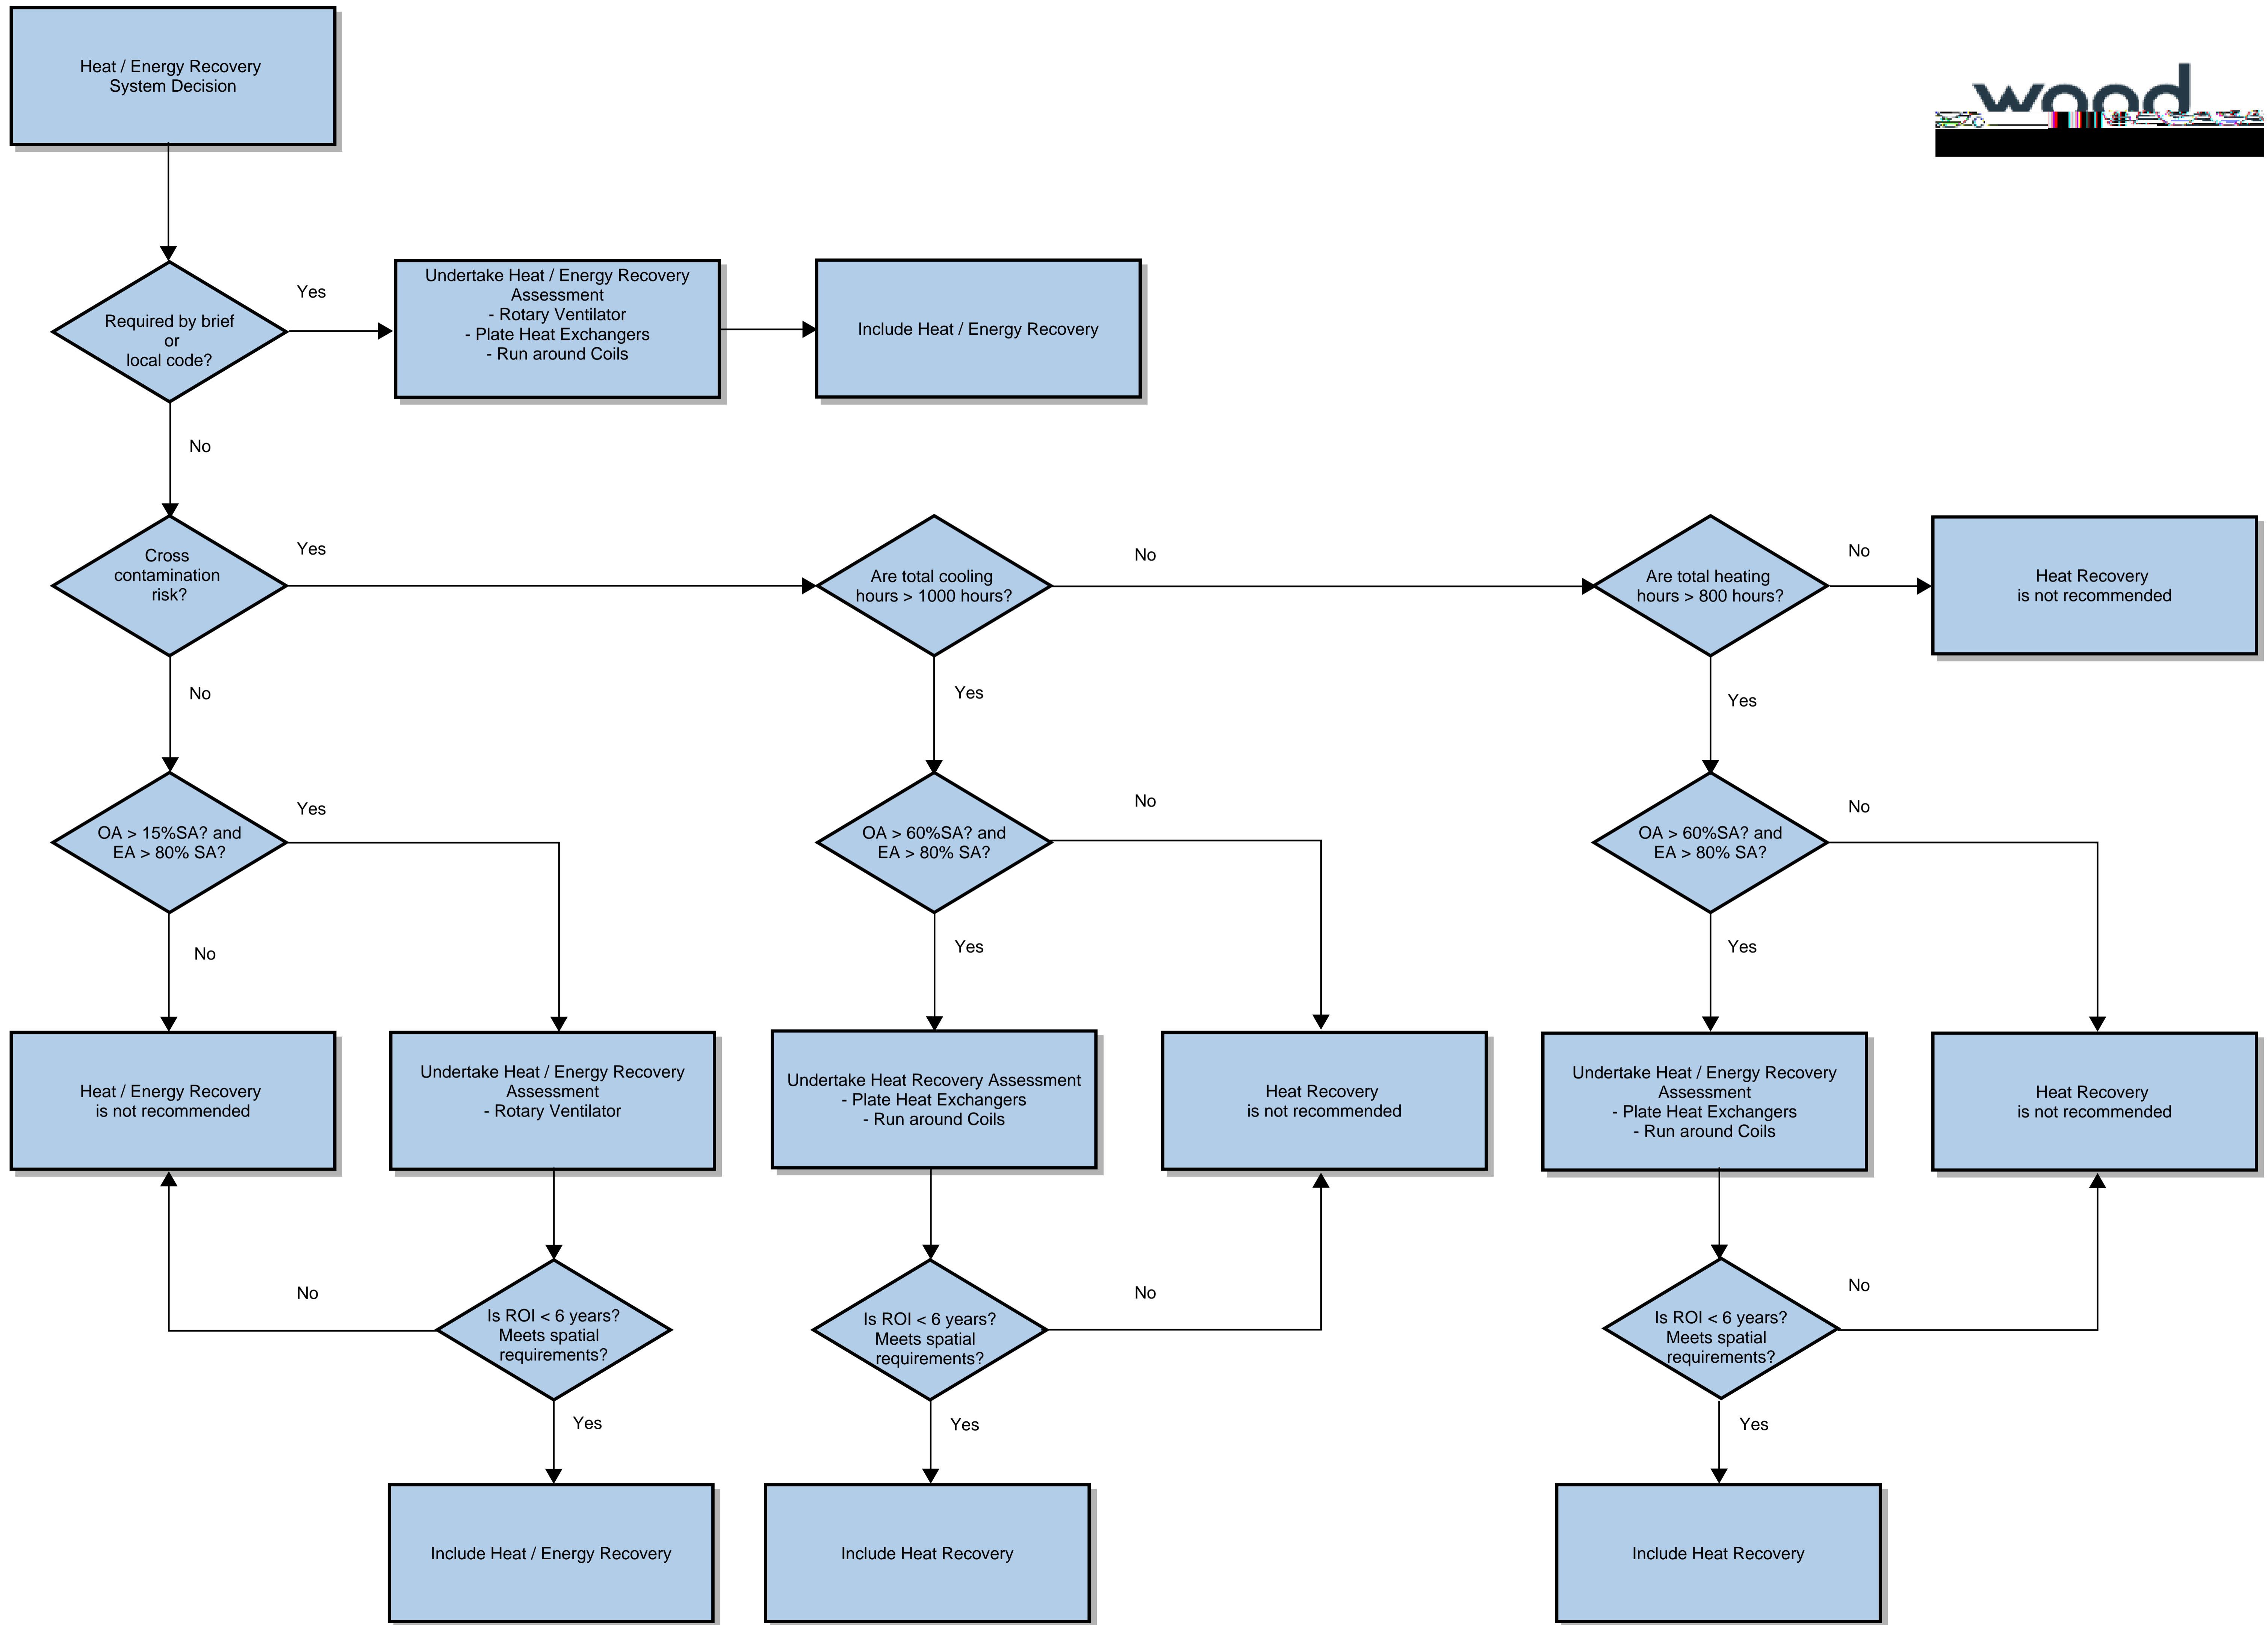 Heat / Energy Recovery
System Decision
wood
Required by brief
or
local code?
Yes
Undertake Heat / Energy Recovery
Assessment
- Rotary Ventilator
- Plate Heat Exchangers
- Run around Coils
Include Heat / Energy Recovery
No
Cross
contamination
risk?
Yes
Are total cooling
hours > 1000 hours?
No
Are total heating
hours > 800 hours?
No
Heat Recovery
is not recommended
No
Yes
Yes
OA > 15%SA? and
EA > 80% SA?
Yes
OA > 60%SA? and
EA > 80% SA?
No
OA > 60%SA? and
EA > 80% SA?
No
No
Yes
Yes
Heat / Energy Recovery
is not recommended
Undertake Heat / Energy Recovery
Assessment
- Rotary Ventilator
Undertake Heat Recovery Assessment
- Plate Heat Exchangers
- Run around Coils
Heat Recovery
is not recommended
Undertake Heat / Energy Recovery
Assessment
- Plate Heat Exchangers
- Run around Coils
Heat Recovery
is not recommended
No
Is ROI < 6 years?
Meets spatial
requirements?
Is ROI < 6 years?
Meets spatial
requirements?
No
Is ROI < 6 years?
Meets spatial
requirements?
No
Yes
Yes
Yes
Include Heat / Energy Recovery
Include Heat Recovery
Include Heat Recovery